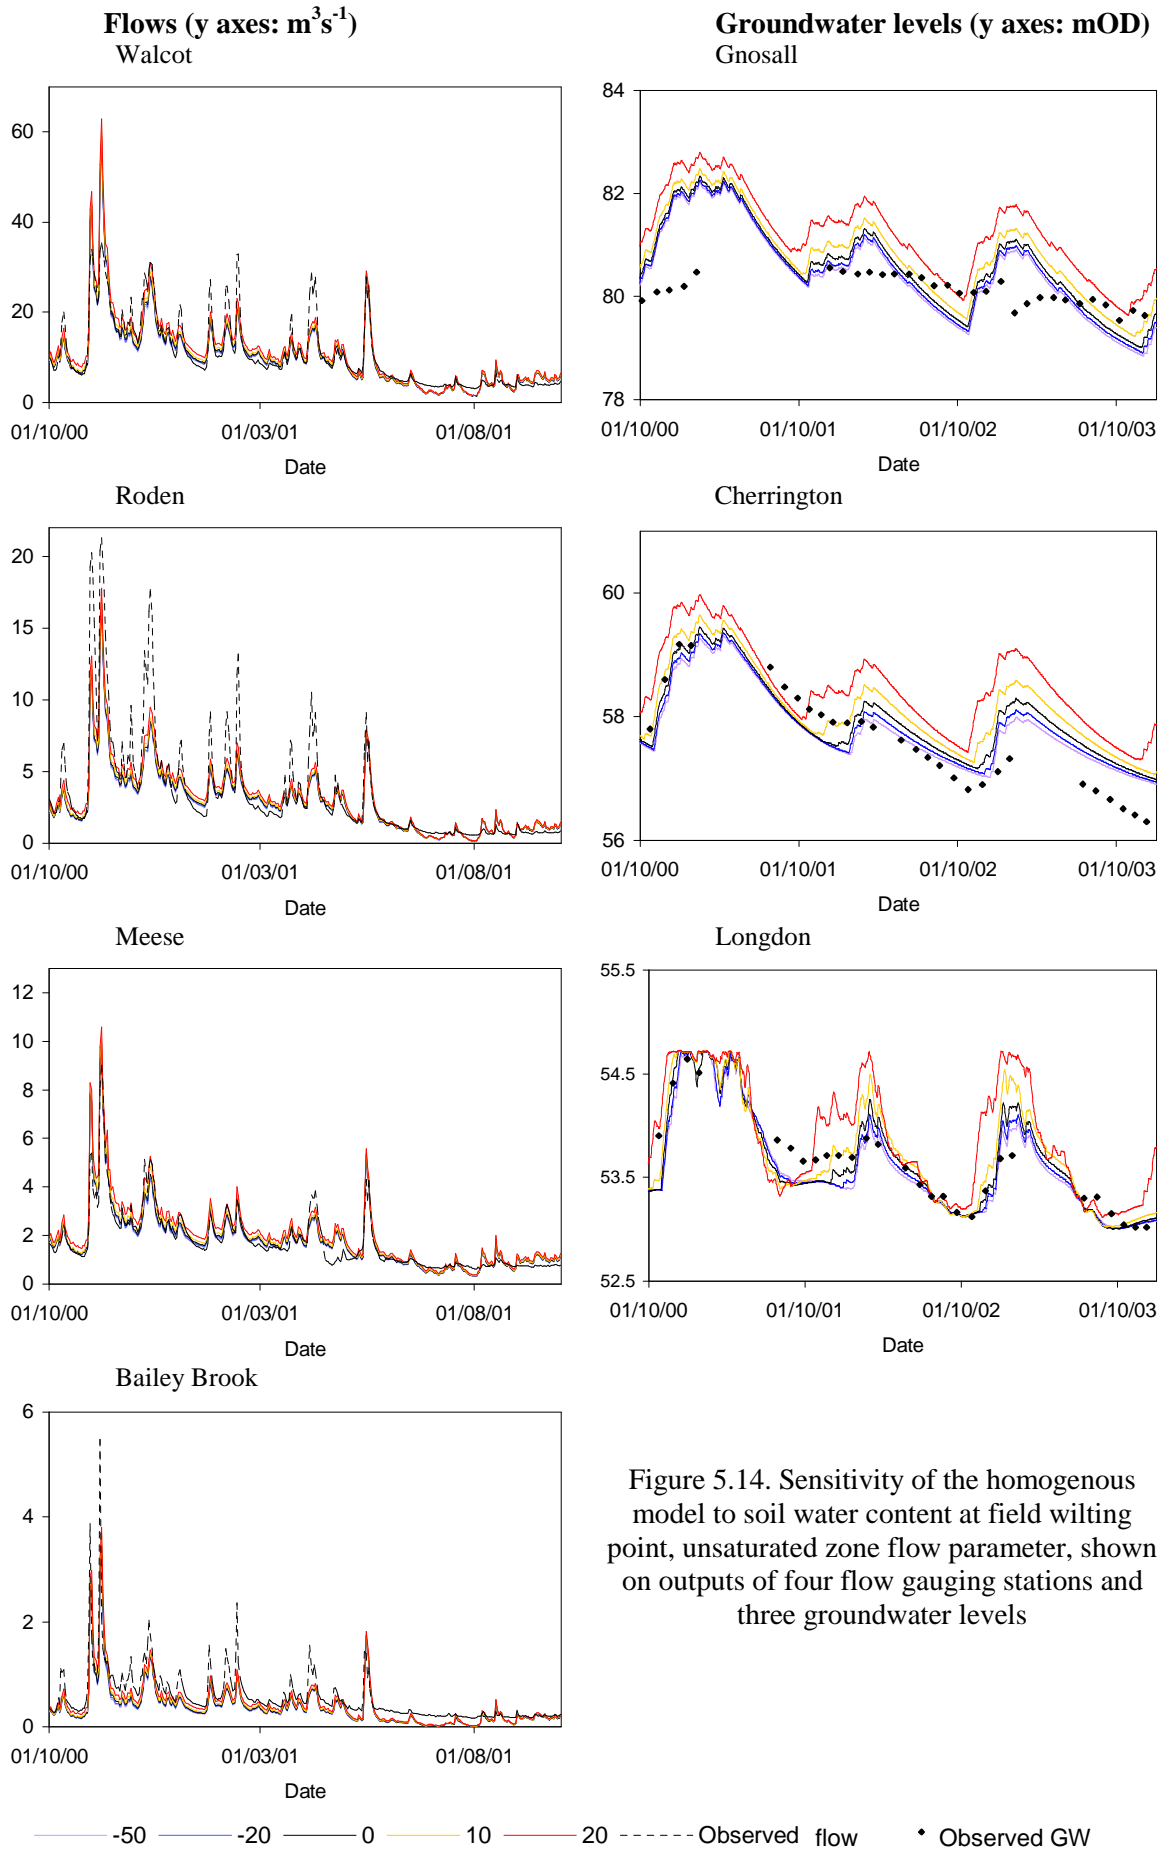 Flows (y axes: m³s⁻¹)
Groundwater levels (y axes: mOD)
Walcot
60
40
20
0
01/10/00 01/03/01 01/08/01
Date
Gnosall
84
82
80
78
01/10/00 01/10/01 01/10/02 01/10/03
Date
Roden
20
15
10
5
0
01/10/00 01/03/01 01/08/01
Date
Cherrington
60
58
56
01/10/00 01/10/01 01/10/02 01/10/03
Date
Meese
12
10
8
6
4
2
0
01/10/00 01/03/01 01/08/01
Date
Longdon
55.5
54.5
53.5
52.5
01/10/00 01/10/01 01/10/02 01/10/03
Date
Bailey Brook
6
4
2
0
01/10/00 01/03/01 01/08/01
Date
Figure 5.14. Sensitivity of the homogenous
model to soil water content at field wilting
point, unsaturated zone flow parameter, shown
on outputs of four flow gauging stations and
three groundwater levels
-50 -20 0 10 20 Observed flow Observed GW